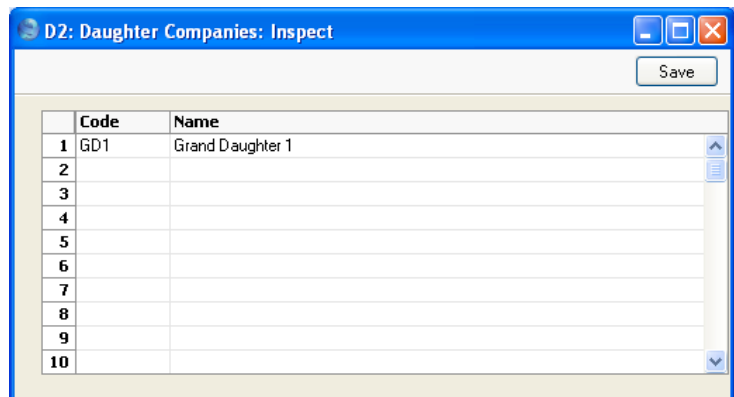 D2: Daughter Companies: Inspect
Save
Code Name
1 GD1 Grand Daughter 1
2
3
4
5
6
7
8
9
10